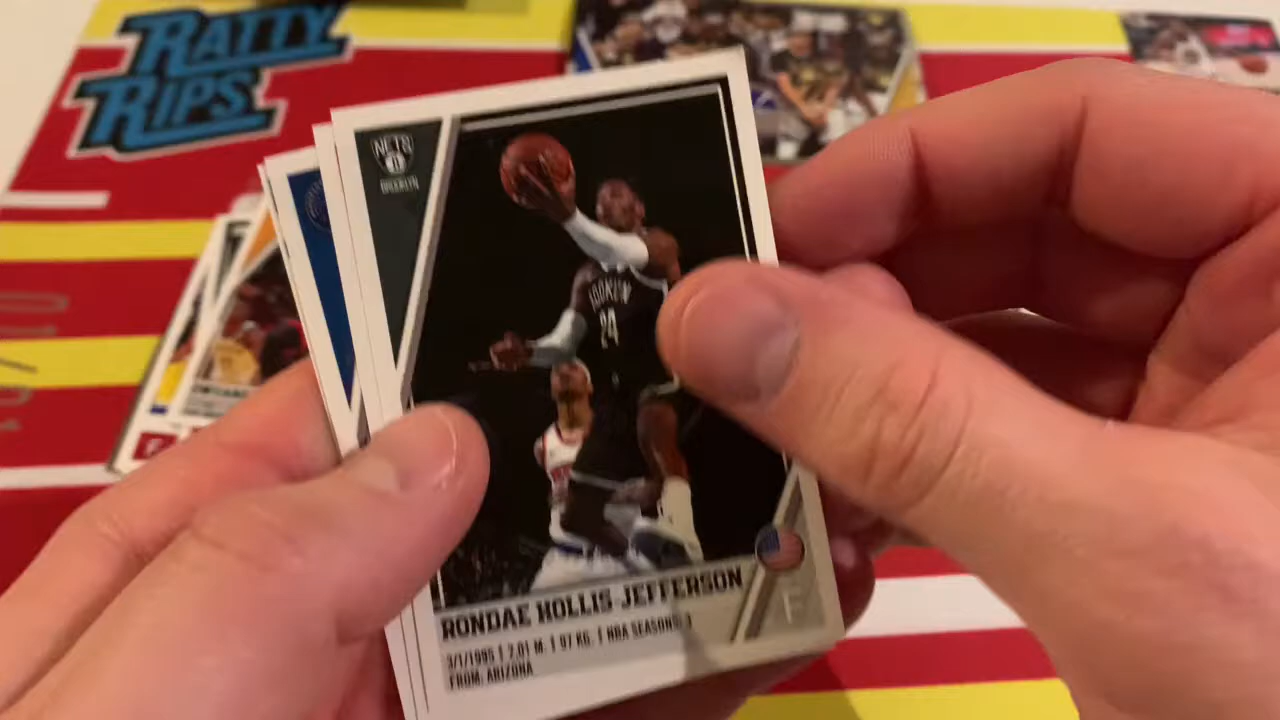 RATTY
RIPS
NETS
B
BROOKLYN
24
RONDAE HOLLIS JEFFERSON
3/1/1995 | 2.01 M. | 97 KG. | NBA SEASONS:
FROM: ARIZONA
F